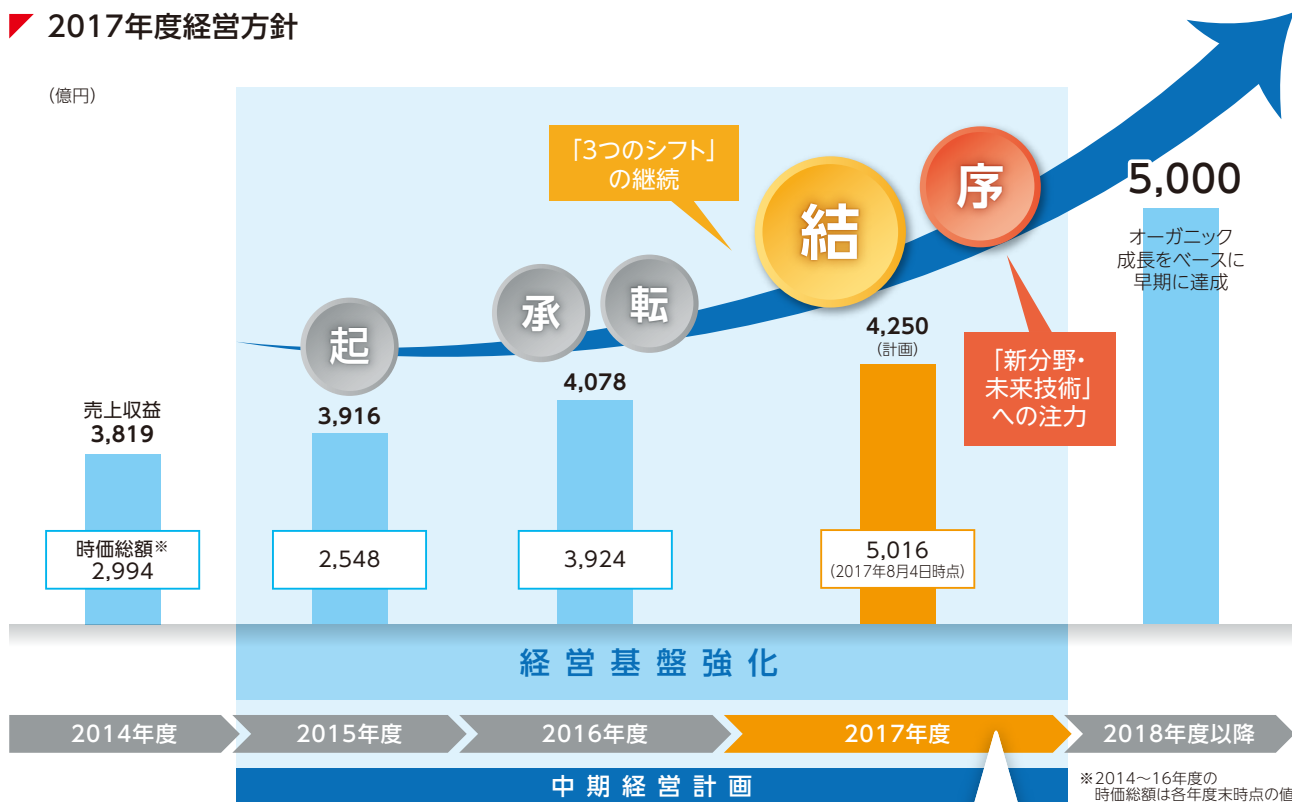 2017年度経営方針
（億円）
「3つのシフト」
の継続
起
承
転
結
序
売上収益
3,819
3,916
4,078
4,250
（計画）
5,000
オーガニック
成長をベースに
早期に達成
「新分野・
未来技術」
への注力
時価総額※
2,994
2,548
3,924
5,016
（2017年8月4日時点）
経営基盤強化
2014年度
2015年度
2016年度
2017年度
2018年度以降
中期経営計画
※2014～16年度の
時価総額は各年度末時点の値